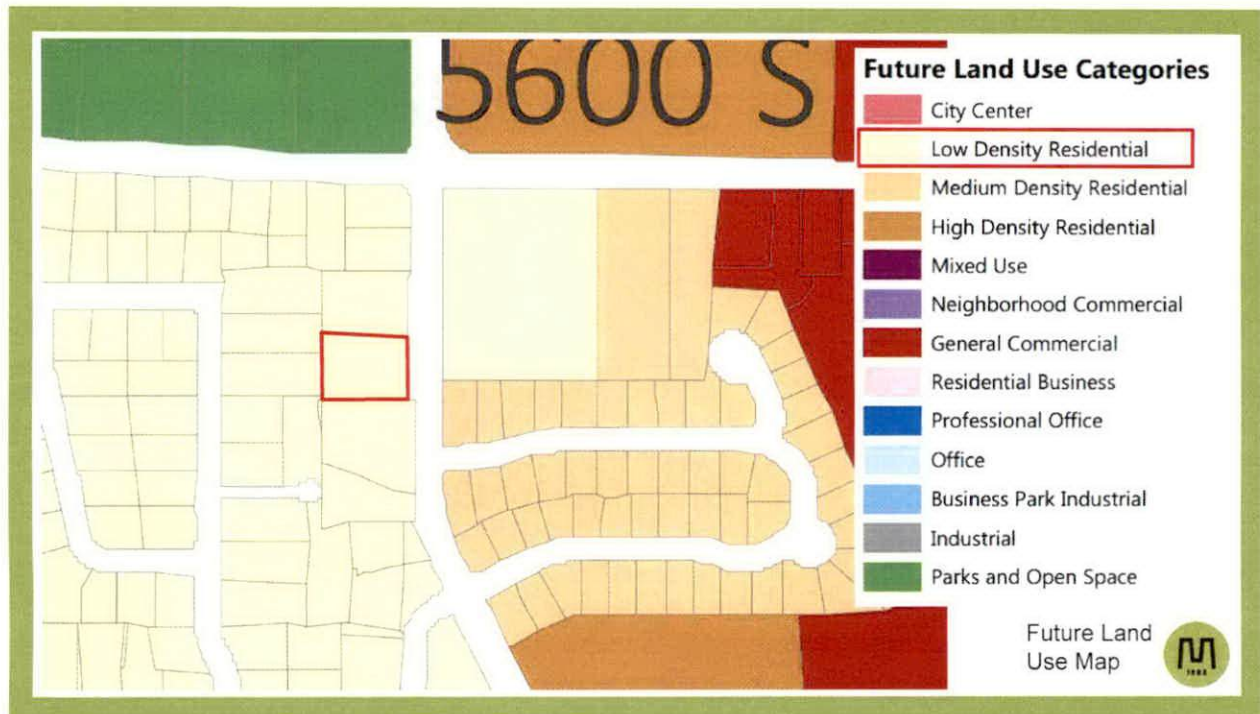 5600 S
Future Land Use Categories
City Center
Low Density Residential
Medium Density Residential
High Density Residential
Mixed Use
Neighborhood Commercial
General Commercial
Residential Business
Professional Office
Office
Business Park Industrial
Industrial
Parks and Open Space
Future Land
Use Map